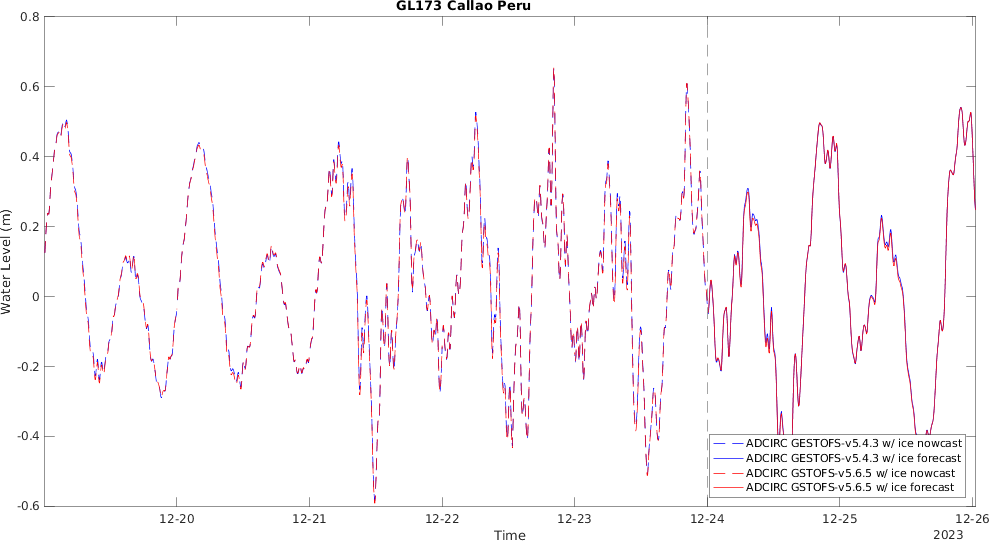 GL173 Callao Peru
0.8
0.6
0.4
0.2
0
-0.2
-0.4
-0.6
Water Level (m)
ADCIRC GESTOFS-v5.4.3 w/ ice nowcast
ADCIRC GESTOFS-v5.4.3 w/ ice forecast
ADCIRC GSTOFS-v5.6.5 w/ ice nowcast
ADCIRC GSTOFS-v5.6.5 w/ ice forecast
12-20 12-21 12-22 12-23 12-24 12-25 12-26
Time
2023